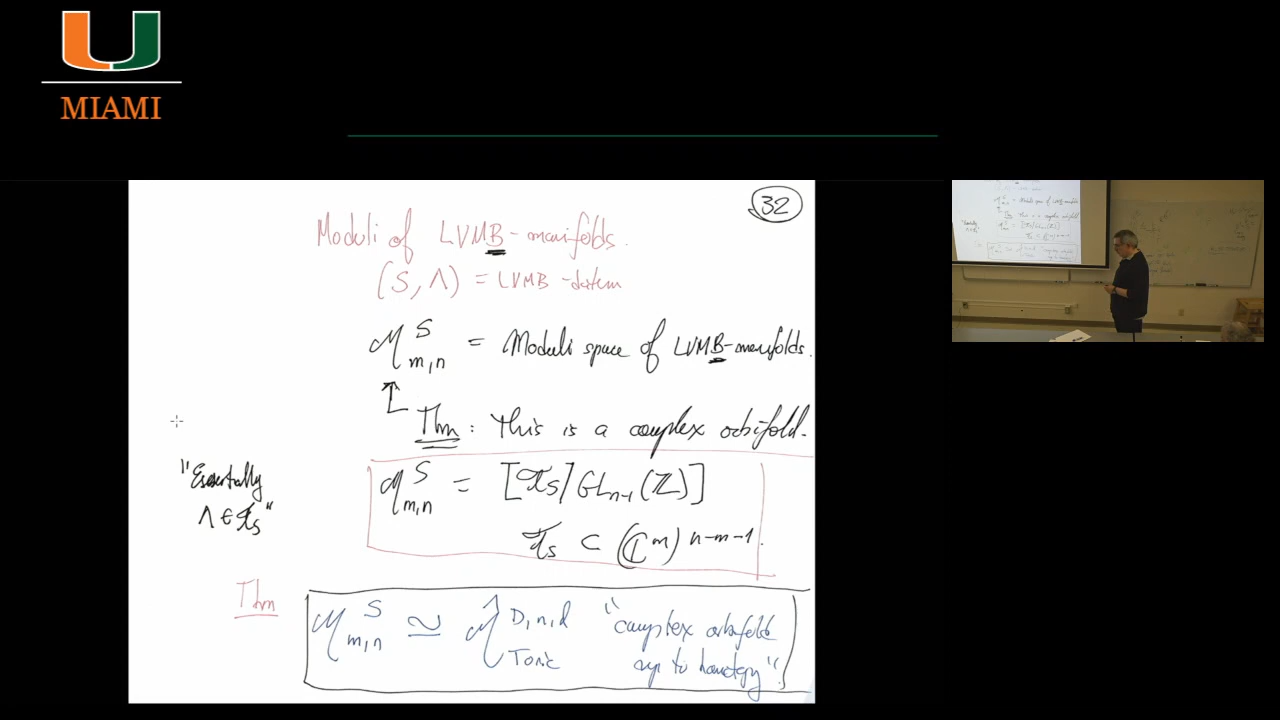 MIAMI
32
Moduli of LVMB-manifolds.
(S, Λ) = LVMB-datum
M^S_{m,n} = Moduli space of LVMB-manifolds.
Thm: This is a complex orbifold.
"Essentially
Λ ∈ T_S"
M^S_{m,n} = [T_S / GL_{n-1}(Z)]
T_S ⊂ (C^m)^{n-m-1}.
Thm
M^S_{m,n} ≅ M̂^{D,n,d}_{Toric} "complex orbifold
up to homotopy".